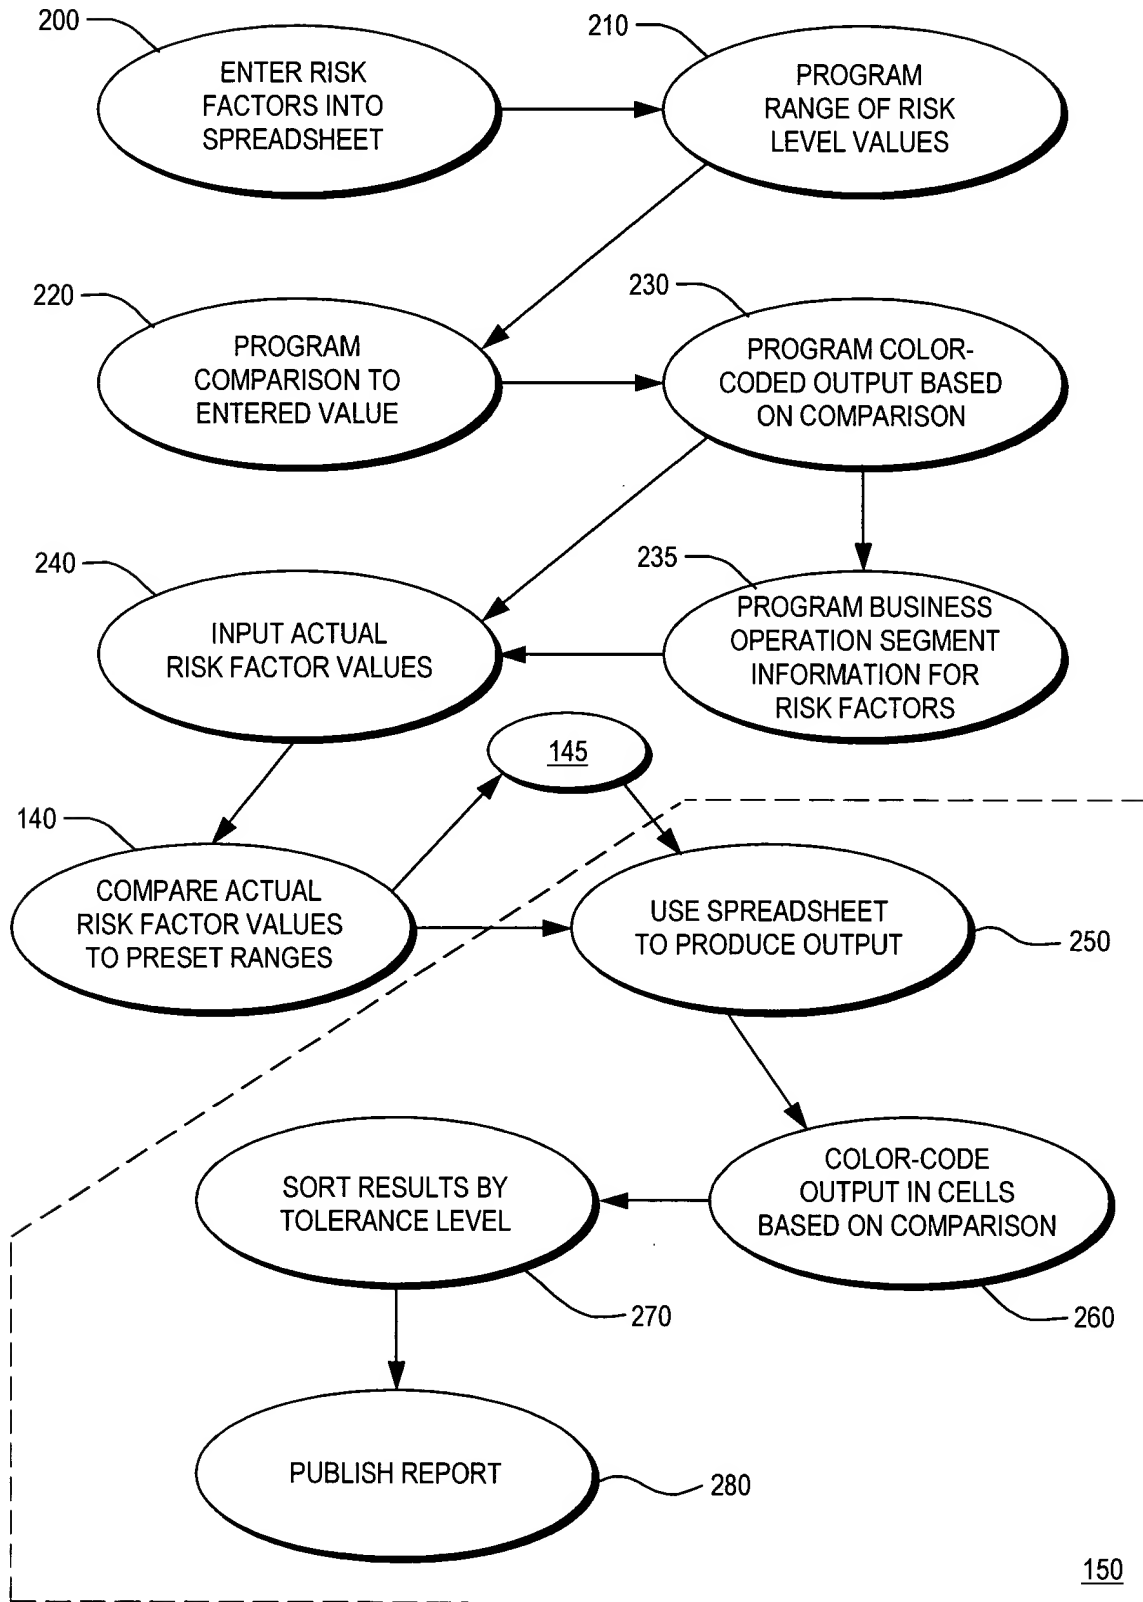 200
ENTER RISK
FACTORS INTO
SPREADSHEET
210
PROGRAM
RANGE OF RISK
LEVEL VALUES
220
PROGRAM
COMPARISON TO
ENTERED VALUE
230
PROGRAM COLOR-
CODED OUTPUT BASED
ON COMPARISON
240
INPUT ACTUAL
RISK FACTOR VALUES
235
PROGRAM BUSINESS
OPERATION SEGMENT
INFORMATION FOR
RISK FACTORS
145
140
COMPARE ACTUAL
RISK FACTOR VALUES
TO PRESET RANGES
USE SPREADSHEET
TO PRODUCE OUTPUT
250
COLOR-CODE
OUTPUT IN CELLS
BASED ON COMPARISON
260
SORT RESULTS BY
TOLERANCE LEVEL
270
PUBLISH REPORT
280
150